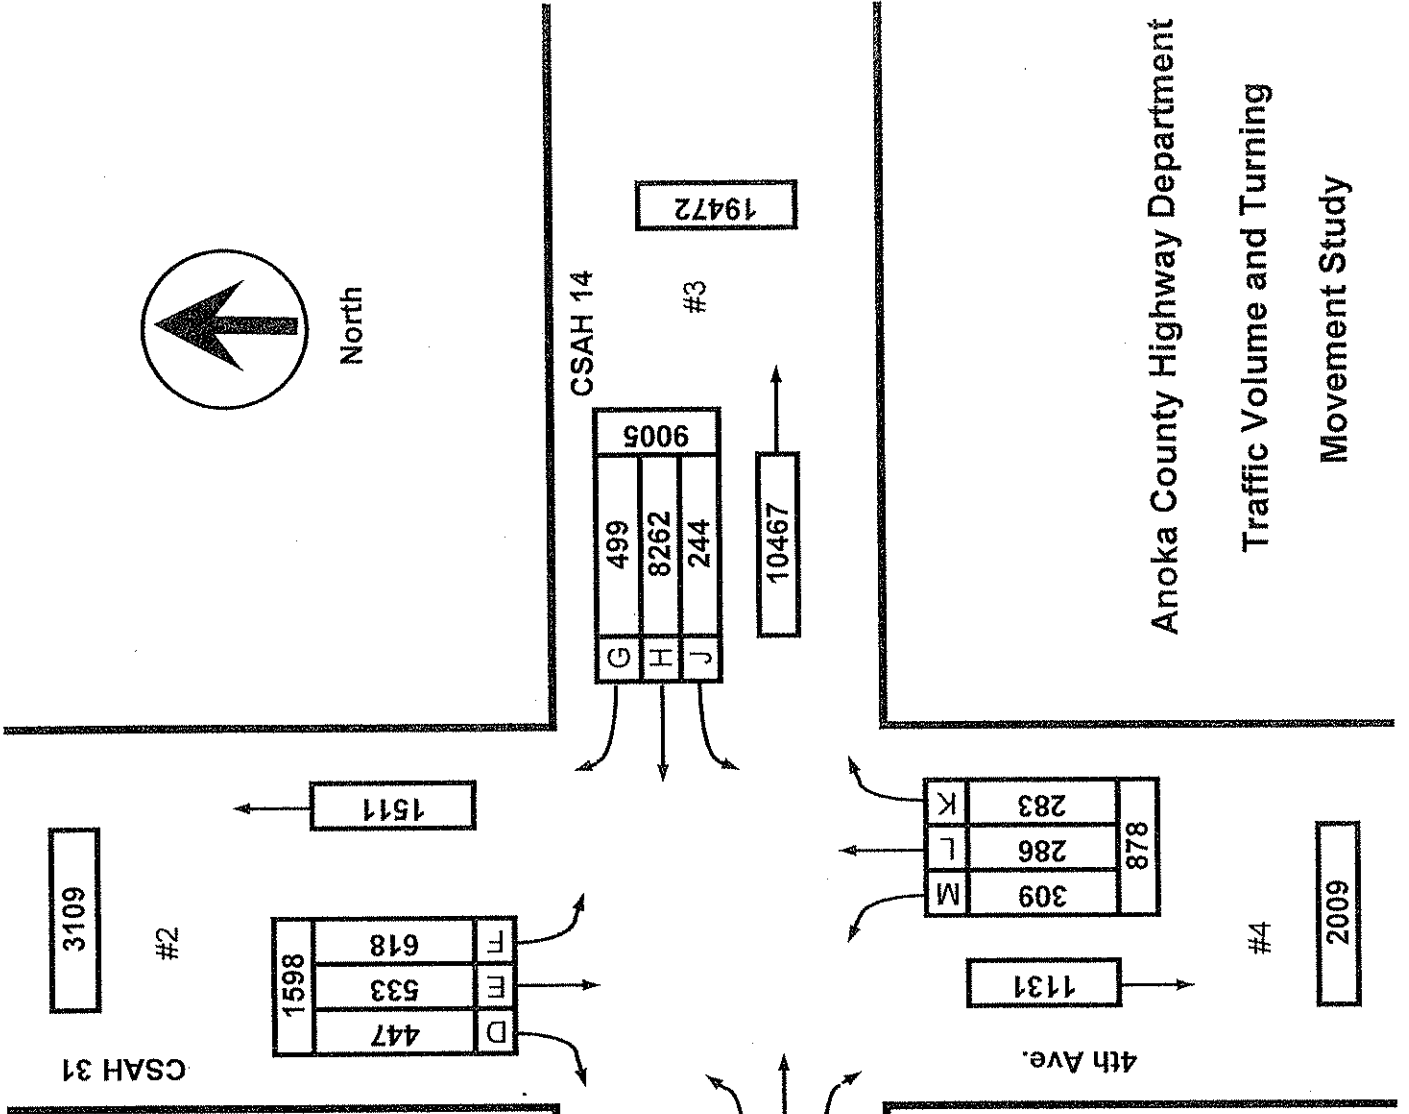 CSAH 31
3109
#2
1598
447
533
618
D
E
F
1511
North
CSAH 14
#3
19472
G
499
H
8262
J
244
9005
10467
4th Ave.
1131
M
L
K
309
286
283
878
#4
2009
Anoka County Highway Department
Traffic Volume and Turning
Movement Study